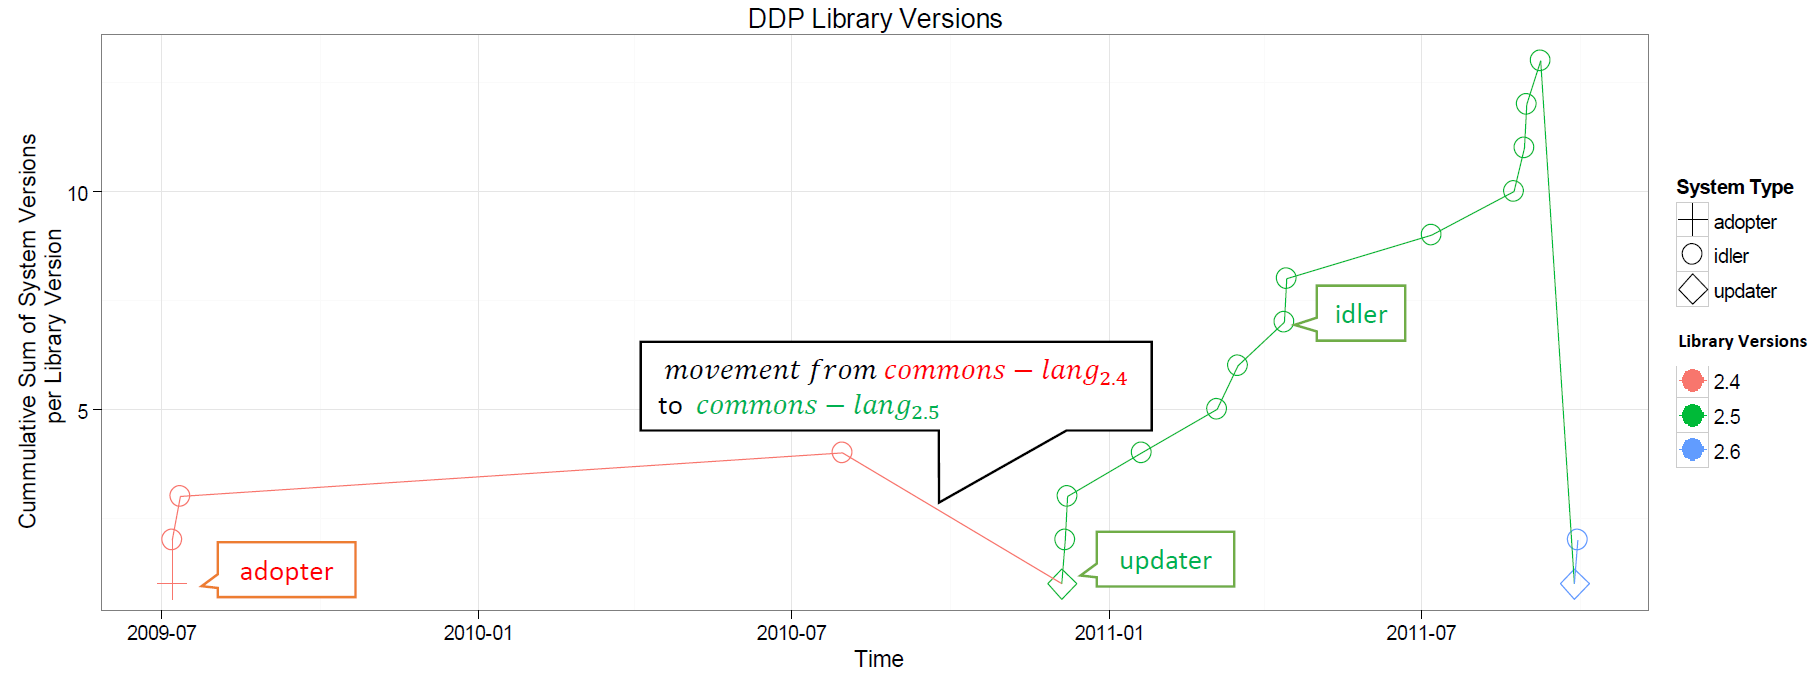 DDP Library Versions
Cummulative Sum of System Versions
per Library Version
10
5
movement from commons − lang2.4
to commons − lang2.5
idler
adopter
updater
2009-07
2010-01
2010-07
2011-01
2011-07
Time
System Type
adopter
idler
updater
Library Versions
2.4
2.5
2.6